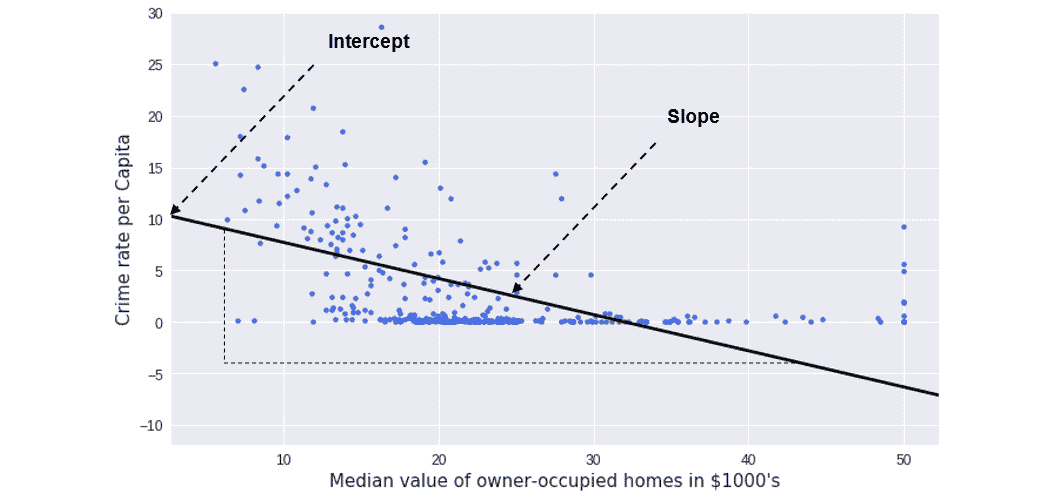 30
Intercept
25
Slope
20
15
10
5
0
−5
−10
Crime rate per Capita
10 20 30 40 50
Median value of owner-occupied homes in $1000's